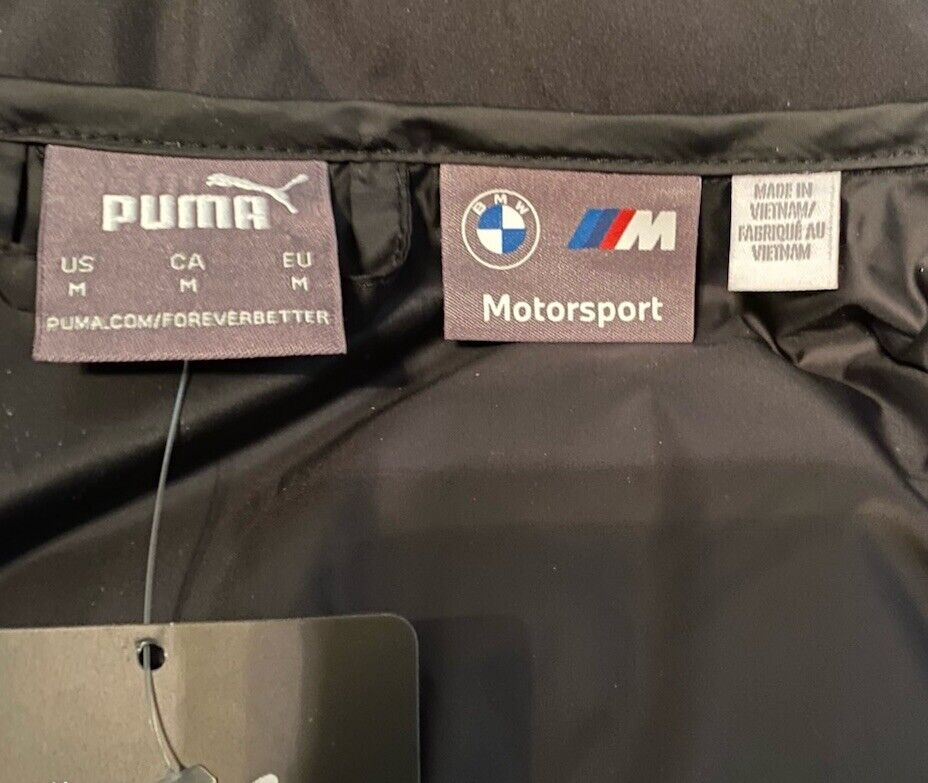 PUMA
US CA EU
M M M
PUMA.COM/FOREVERBETTER
BMW
M
Motorsport
MADE IN
VIETNAM/
FABRIQUÉ AU
VIETNAM